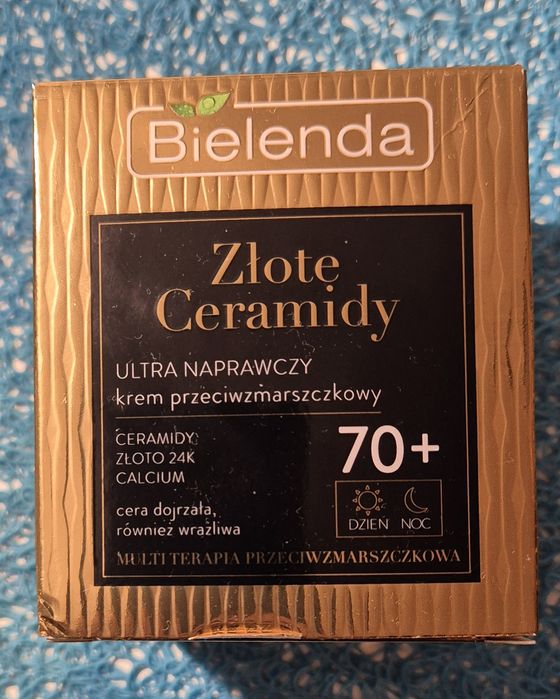 Bielenda
Złote
Ceramidy
ULTRA NAPRAWCZY
krem przeciwzmarszczkowy
CERAMIDY
ZŁOTO 24K
CALCIUM
70+
cera dojrzała,
również wrażliwa
DZIEŃ NOC
MULTI TERAPIA PRZECIWZMARSZCZKOWA